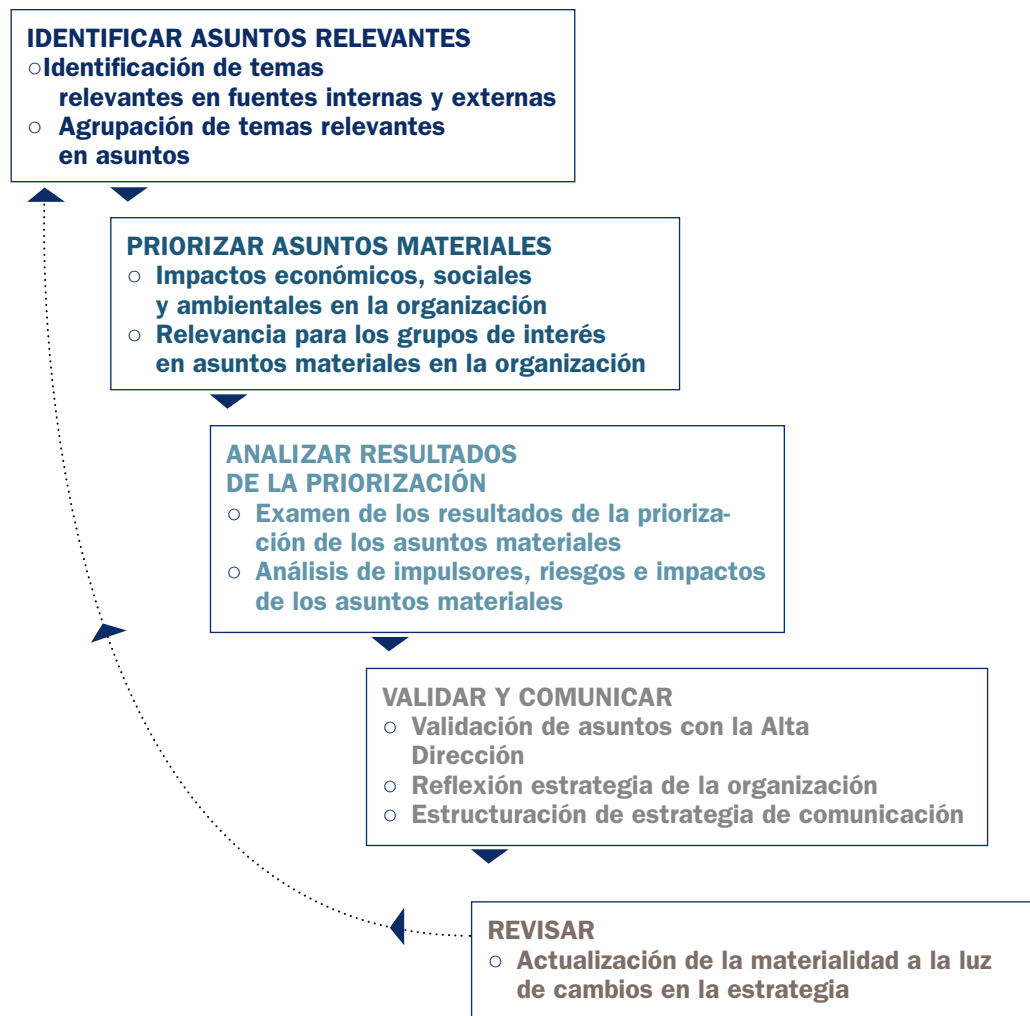 IDENTIFICAR ASUNTOS RELEVANTES
○Identificación de temas
relevantes en fuentes internas y externas
○ Agrupación de temas relevantes
en asuntos
PRIORIZAR ASUNTOS MATERIALES
○ Impactos económicos, sociales
y ambientales en la organización
○ Relevancia para los grupos de interés
en asuntos materiales en la organización
ANALIZAR RESULTADOS
DE LA PRIORIZACIÓN
○ Examen de los resultados de la prioriza-
ción de los asuntos materiales
○ Análisis de impulsores, riesgos e impactos
de los asuntos materiales
VALIDAR Y COMUNICAR
○ Validación de asuntos con la Alta
Dirección
○ Reflexión estrategia de la organización
○ Estructuración de estrategia de comunicación
REVISAR
○ Actualización de la materialidad a la luz
de cambios en la estrategia